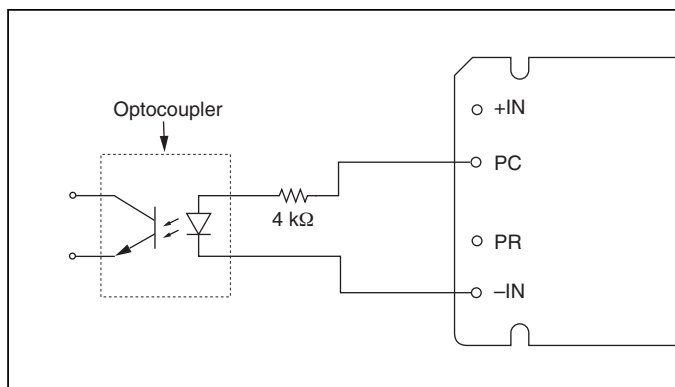 Optocoupler
4 kΩ
+IN
PC
PR
–IN